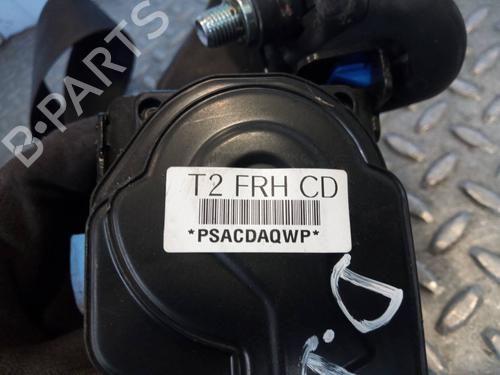 B-PARTS
T2 FRH CD
*PSACDAQWP*
D